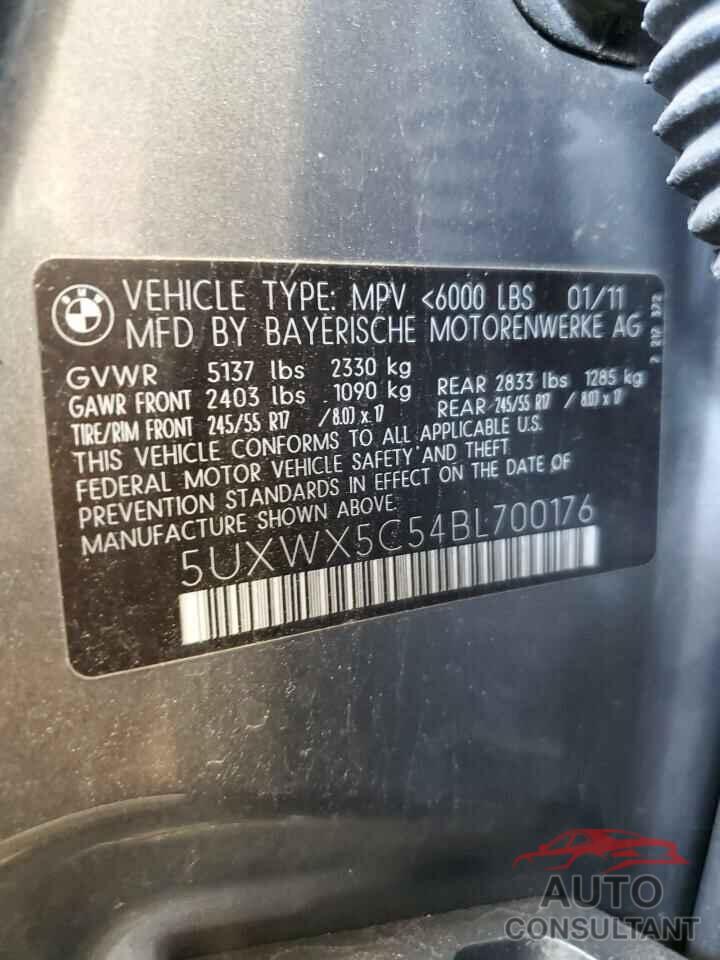 BMW
VEHICLE TYPE: MPV <6000 LBS 01/11
MFD BY BAYERISCHE MOTORENWERKE AG
GVWR 5137 lbs 2330 kg
GAWR FRONT 2403 lbs 1090 kg REAR 2833 lbs 1285 kg
TIRE/RIM FRONT 245/55 R17 /8.0J x 17 REAR 245/55 R17 / 8.0J x 17
THIS VEHICLE CONFORMS TO ALL APPLICABLE U.S.
FEDERAL MOTOR VEHICLE SAFETY AND THEFT
PREVENTION STANDARDS IN EFFECT ON THE DATE OF
MANUFACTURE SHOWN ABOVE.
5UXWX5C54BL700176
AUTO
CONSULTANT